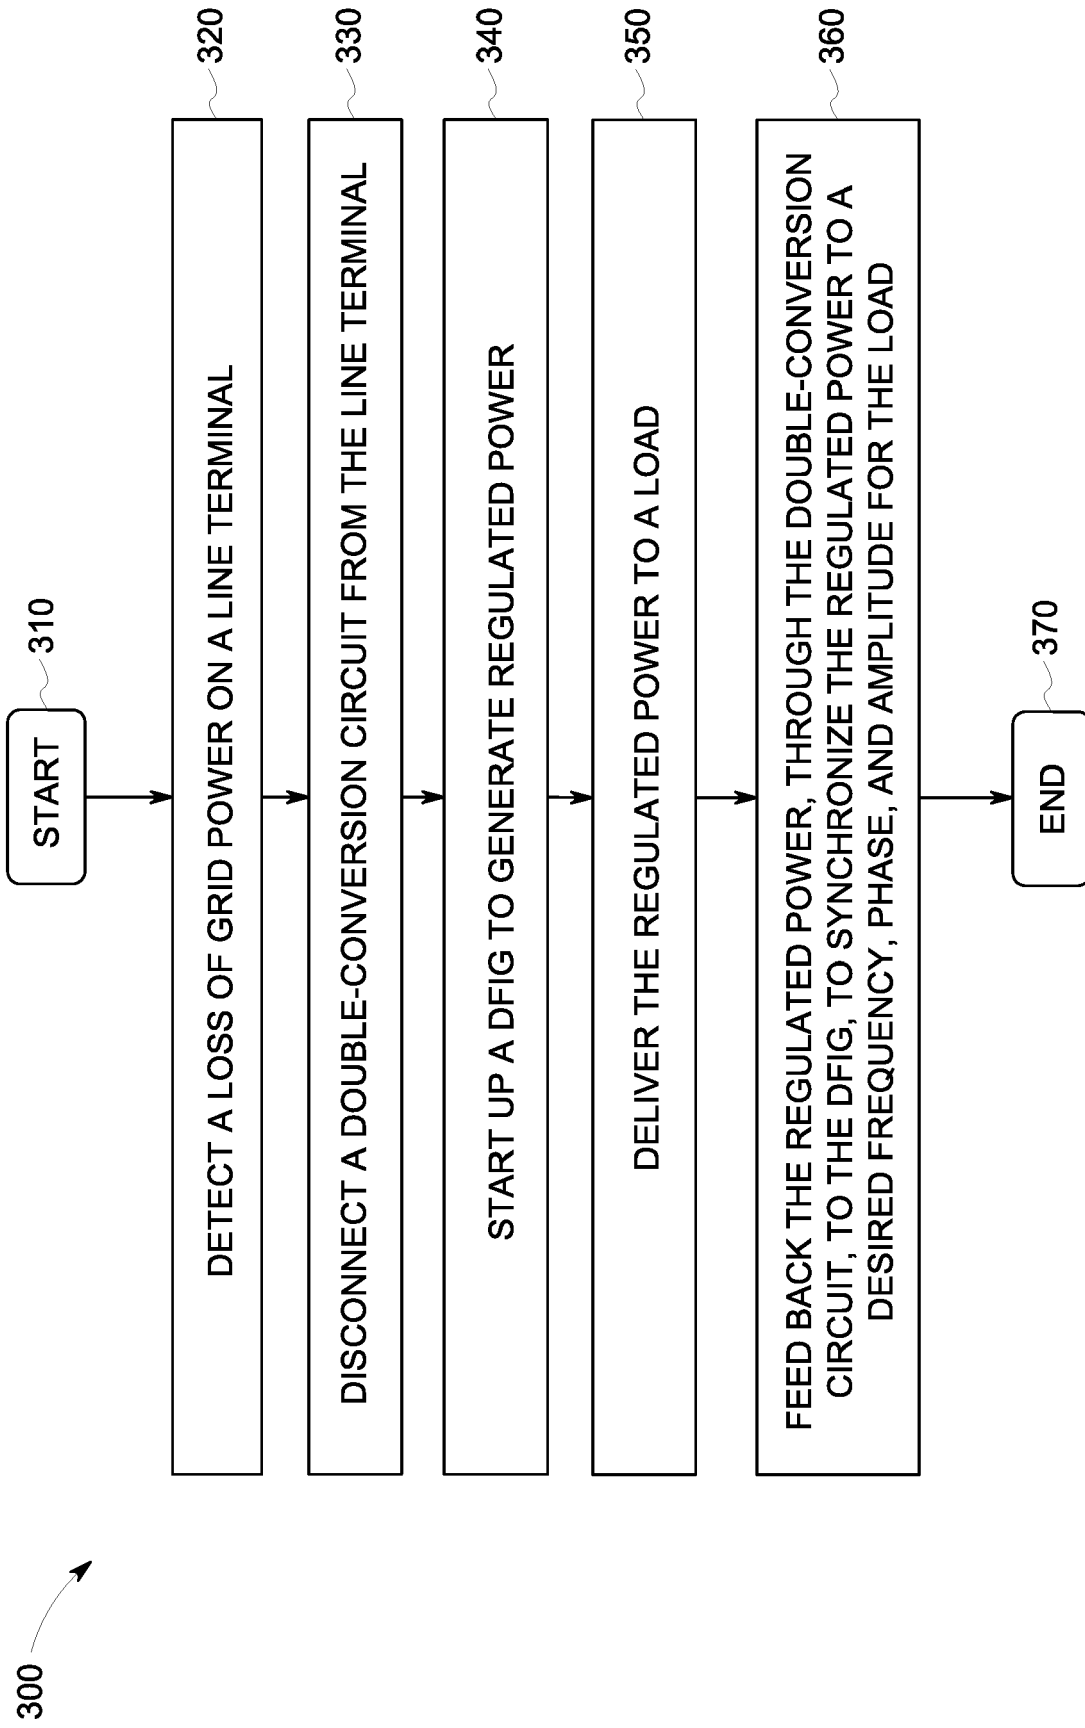 300
START
310
DETECT A LOSS OF GRID POWER ON A LINE TERMINAL
320
DISCONNECT A DOUBLE-CONVERSION CIRCUIT FROM THE LINE TERMINAL
330
START UP A DFIG TO GENERATE REGULATED POWER
340
DELIVER THE REGULATED POWER TO A LOAD
350
FEED BACK THE REGULATED POWER, THROUGH THE DOUBLE-CONVERSION
CIRCUIT, TO THE DFIG, TO SYNCHRONIZE THE REGULATED POWER TO A
DESIRED FREQUENCY, PHASE, AND AMPLITUDE FOR THE LOAD
360
END
370